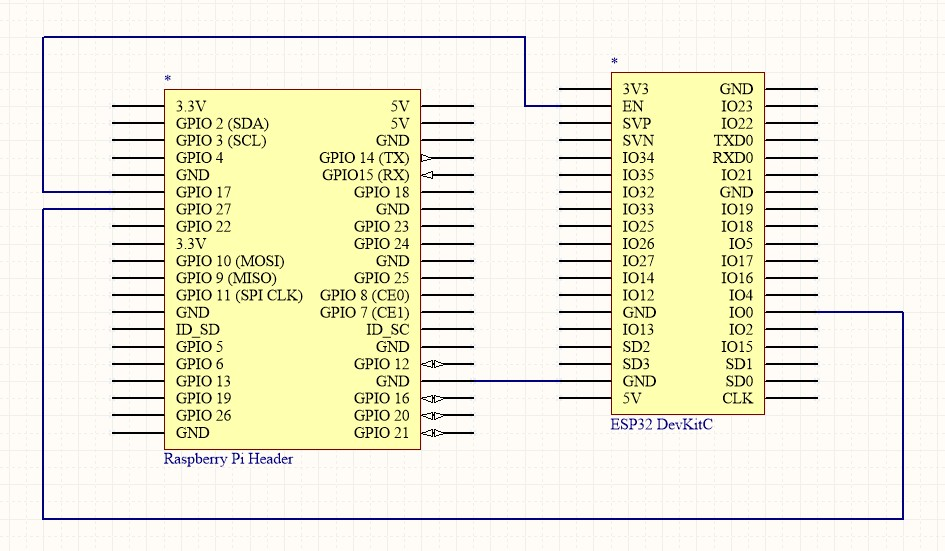 *
3.3V
GPIO 2 (SDA)
GPIO 3 (SCL)
GPIO 4
GND
GPIO 17
GPIO 27
GPIO 22
3.3V
GPIO 10 (MOSI)
GPIO 9 (MISO)
GPIO 11 (SPI CLK)
GND
ID_SD
GPIO 5
GPIO 6
GPIO 13
GPIO 19
GPIO 26
GND
5V
5V
GND
GPIO 14 (TX)
GPIO15 (RX)
GPIO 18
GND
GPIO 23
GPIO 24
GND
GPIO 25
GPIO 8 (CE0)
GPIO 7 (CE1)
ID_SC
GND
GPIO 12
GND
GPIO 16
GPIO 20
GPIO 21
Raspberry Pi Header
*
3V3
EN
SVP
SVN
IO34
IO35
IO32
IO33
IO25
IO26
IO27
IO14
IO12
GND
IO13
SD2
SD3
GND
5V
GND
IO23
IO22
TXD0
RXD0
IO21
GND
IO19
IO18
IO5
IO17
IO16
IO4
IO0
IO2
IO15
SD1
SD0
CLK
ESP32 DevKitC